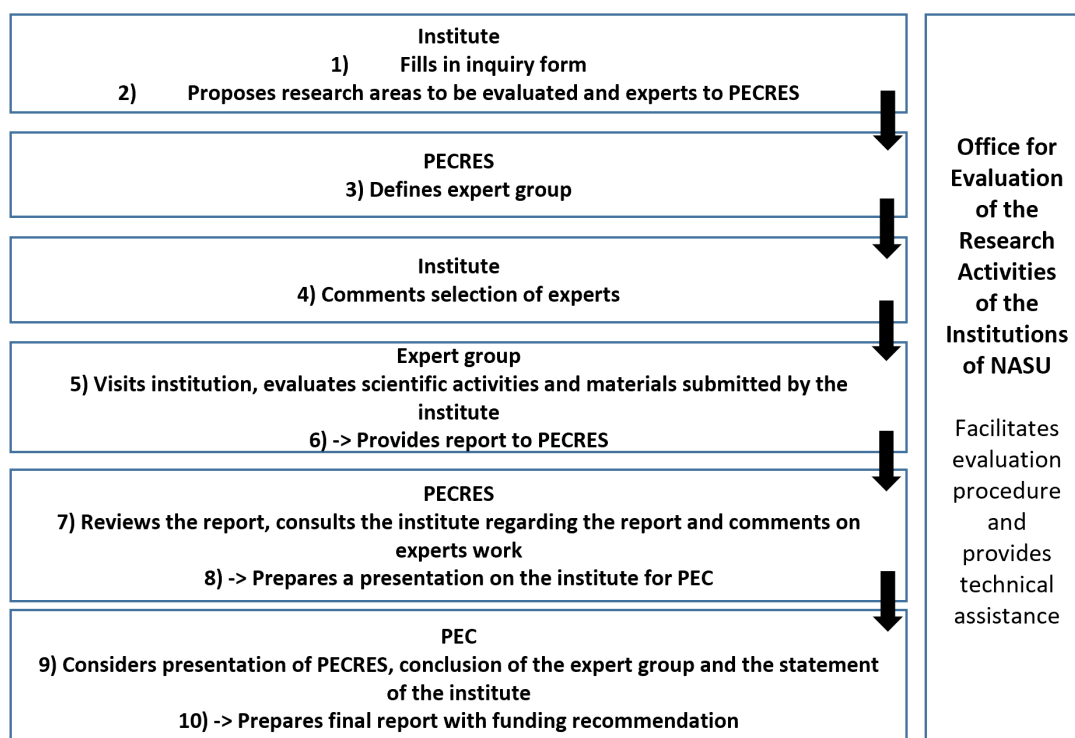 Institute
1) Fills in inquiry form
2) Proposes research areas to be evaluated and experts to PECRES
PECRES
3) Defines expert group
Institute
4) Comments selection of experts
Expert group
5) Visits institution, evaluates scientific activities and materials submitted by the
institute
6) -> Provides report to PECRES
PECRES
7) Reviews the report, consults the institute regarding the report and comments on
experts work
8) -> Prepares a presentation on the institute for PEC
PEC
9) Considers presentation of PECRES, conclusion of the expert group and the statement
of the institute
10) -> Prepares final report with funding recommendation
Office for
Evaluation
of the
Research
Activities
of the
Institutions
of NASU
Facilitates
evaluation
procedure
and
provides
technical
assistance